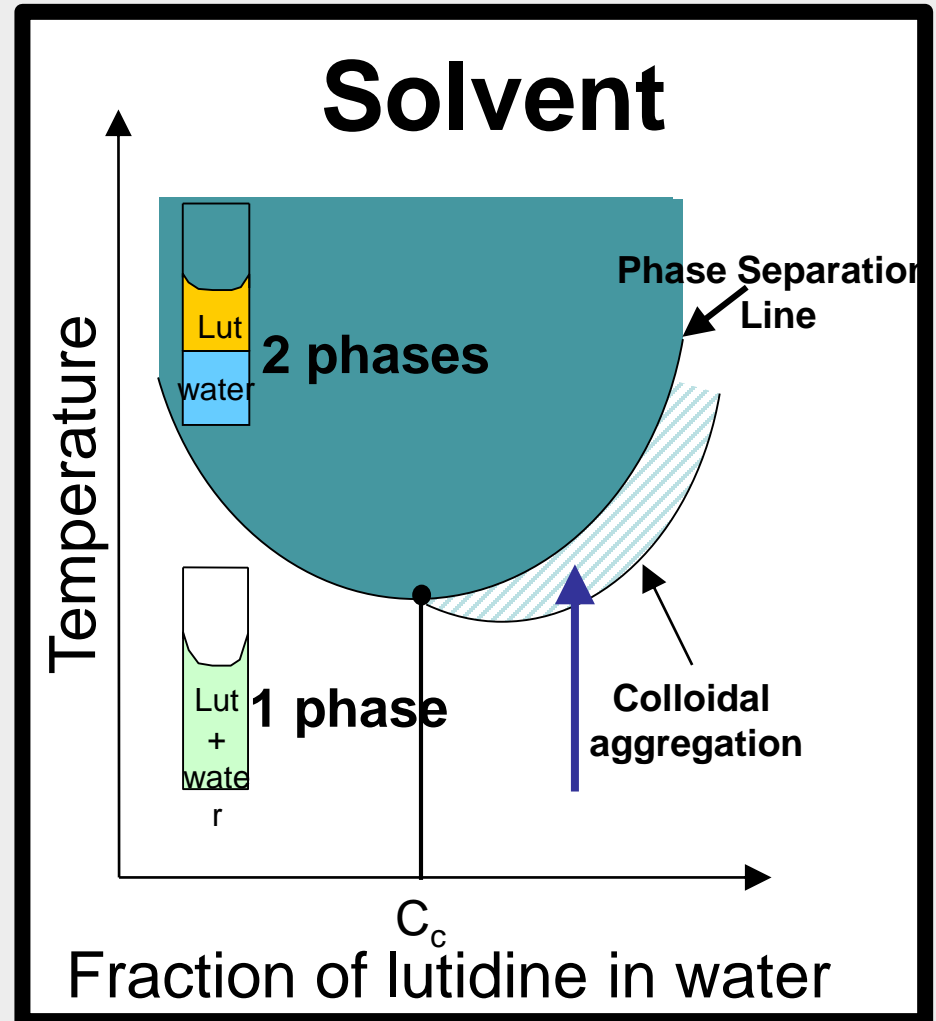 Solvent
Phase Separation
Line
Lut
2 phases
water
Temperature
Lut
1 phase
+
wate
r
Colloidal
aggregation
Cc
Fraction of lutidine in water